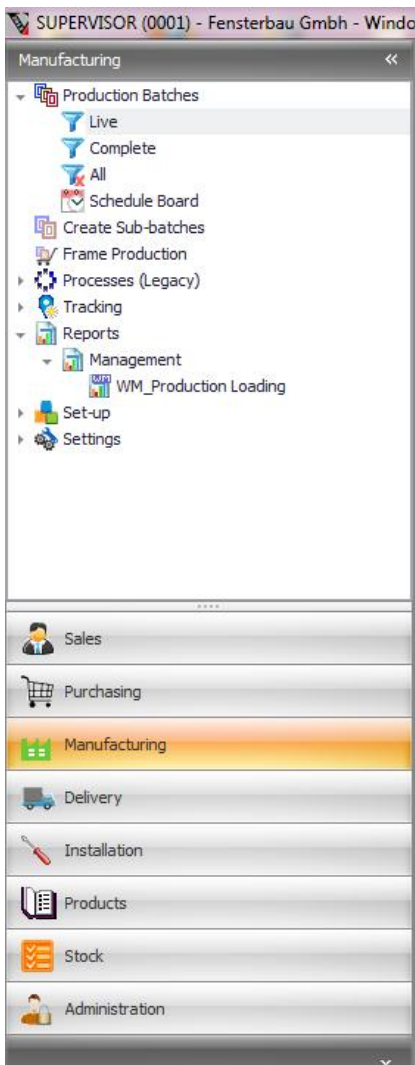 SUPERVISOR (0001) - Fensterbau Gmbh - Windo
Manufacturing
Production Batches
Live
Complete
All
Schedule Board
Create Sub-batches
Frame Production
Processes (Legacy)
Tracking
Reports
Management
WM_Production Loading
Set-up
Settings
Sales
Purchasing
Manufacturing
Delivery
Installation
Products
Stock
Administration